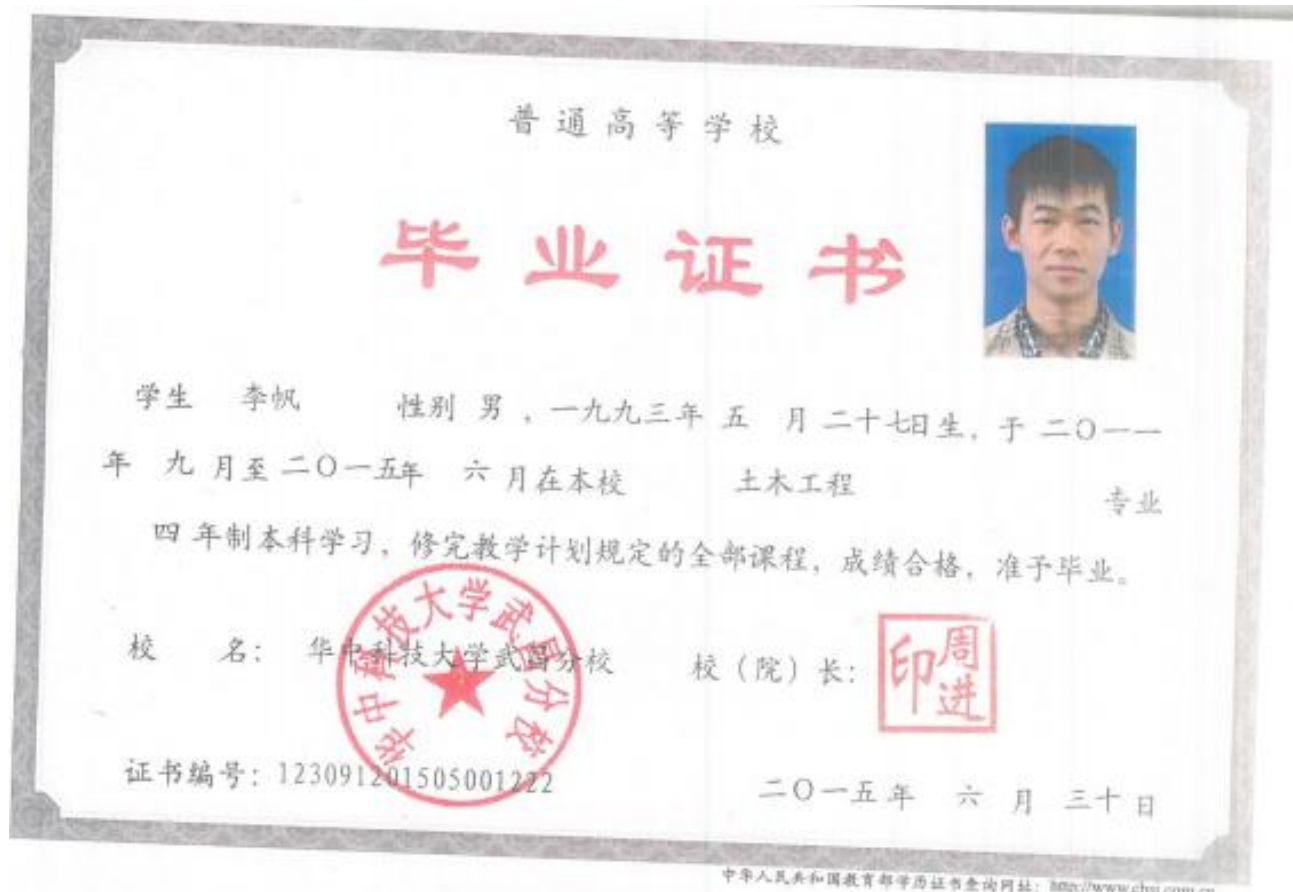 普通高等学校
毕业证书
学生 李帆 性别 男，一九九三年 五 月 二十七日生，于 二〇一一
年 九 月至 二〇一五年 六 月在本校 土木工程 专业
四 年制本科学习，修完教学计划规定的全部课程，成绩合格，准予毕业。
校 名： 华中科技大学武昌分校 校（院）长：
华中科技大学武昌分校
周进印
证书编号：123091201505001222
二〇一五年 六 月 三十日
中华人民共和国教育部学历证书查询网址：http://www.chsi.com.cn